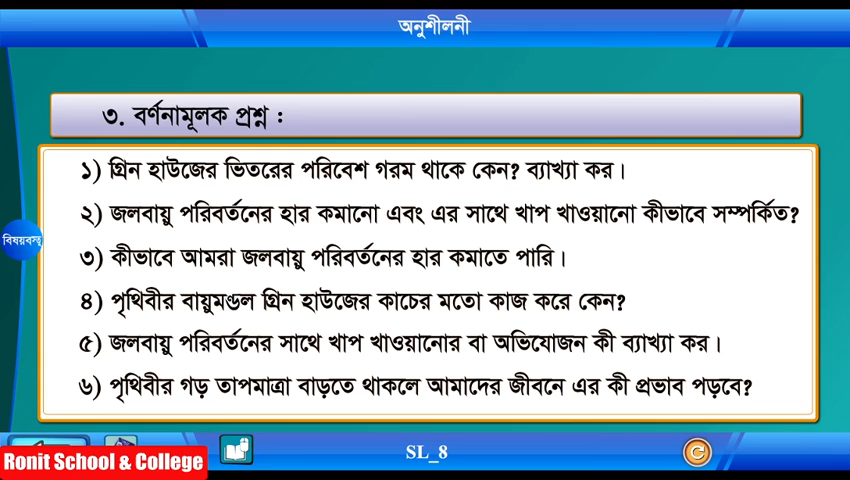 অনুশীলনী
৩. বর্ণনামূলক প্রশ্ন :
১) গ্রিন হাউজের ভিতরের পরিবেশ গরম থাকে কেন? ব্যাখ্যা কর।
২) জলবায়ু পরিবর্তনের হার কমানো এবং এর সাথে খাপ খাওয়ানো কীভাবে সম্পর্কিত?
বিষয়বস্তু
৩) কীভাবে আমরা জলবায়ু পরিবর্তনের হার কমাতে পারি।
৪) পৃথিবীর বায়ুমণ্ডল গ্রিন হাউজের কাচের মতো কাজ করে কেন?
৫) জলবায়ু পরিবর্তনের সাথে খাপ খাওয়ানোর বা অভিযোজন কী ব্যাখ্যা কর।
৬) পৃথিবীর গড় তাপমাত্রা বাড়তে থাকলে আমাদের জীবনে এর কী প্রভাব পড়বে?
Ronit School & College
SL_8